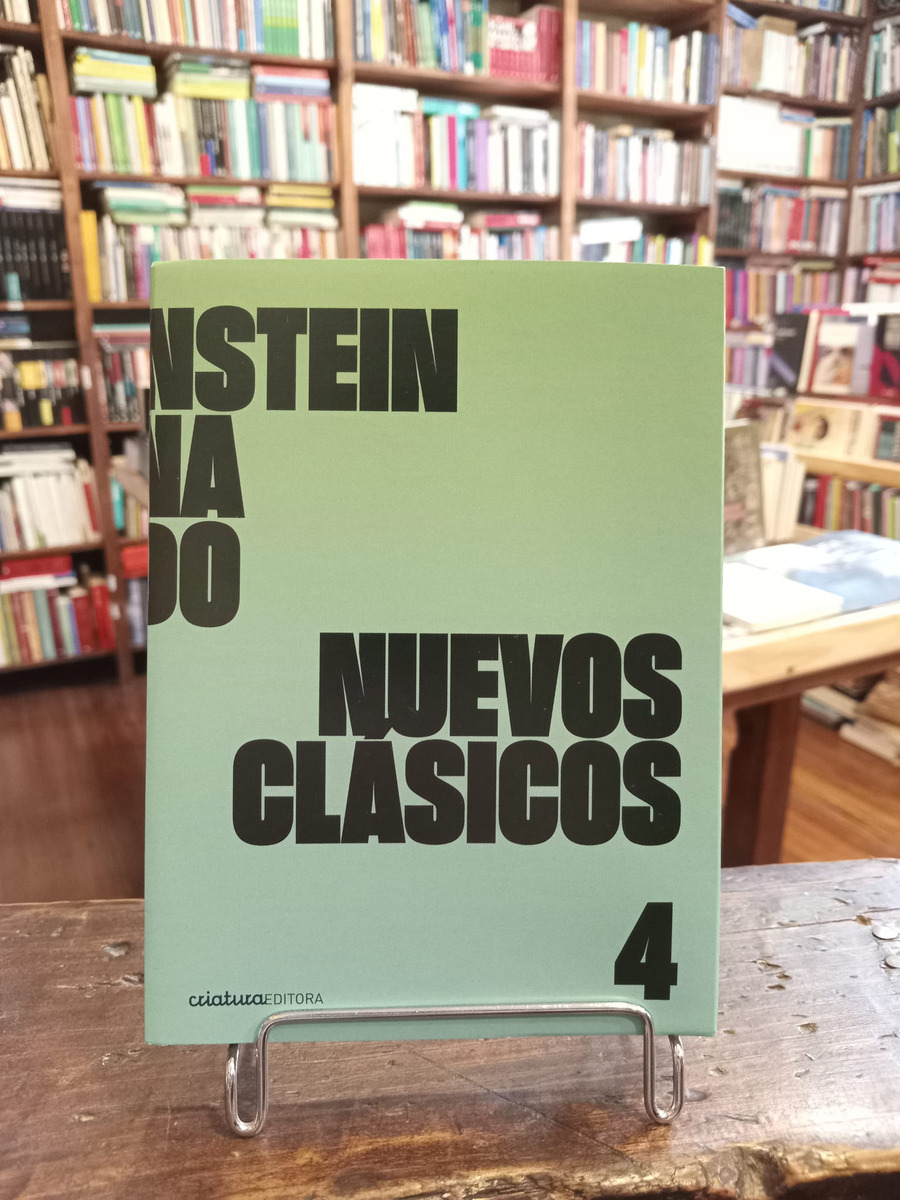 NSTEIN
NA
DO
NUEVOS
CLÁSICOS
4
criaturaEDITORA